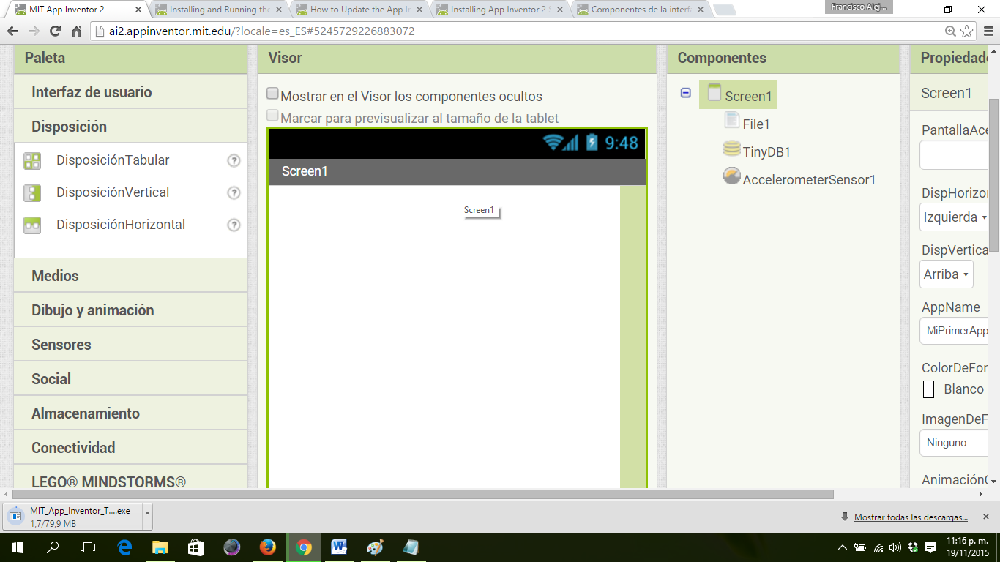 MIT App Inventor 2
Installing and Running the
How to Update the App In
Installing App Inventor 2 S
Componentes de la interfa
Francisco Alej...
ai2.appinventor.mit.edu/?locale=es_ES#5245729226883072
Paleta
Interfaz de usuario
Disposición
DisposiciónTabular
?
DisposiciónVertical
?
DisposiciónHorizontal
?
Medios
Dibujo y animación
Sensores
Social
Almacenamiento
Conectividad
LEGO® MINDSTORMS®
Visor
Mostrar en el Visor los componentes ocultos
Marcar para previsualizar al tamaño de la tablet
9:48
Screen1
Screen1
Componentes
Screen1
File1
TinyDB1
AccelerometerSensor1
Propiedade
Screen1
PantallaAce
DispHorizon
Izquierda
DispVertica
Arriba
AppName
MiPrimerApp
ColorDeFon
Blanco
ImagenDeF
Ninguno...
AnimaciónC
MIT_App_Inventor_T....exe
1,7/79,9 MB
Mostrar todas las descargas...
11:16 p. m.
19/11/2015